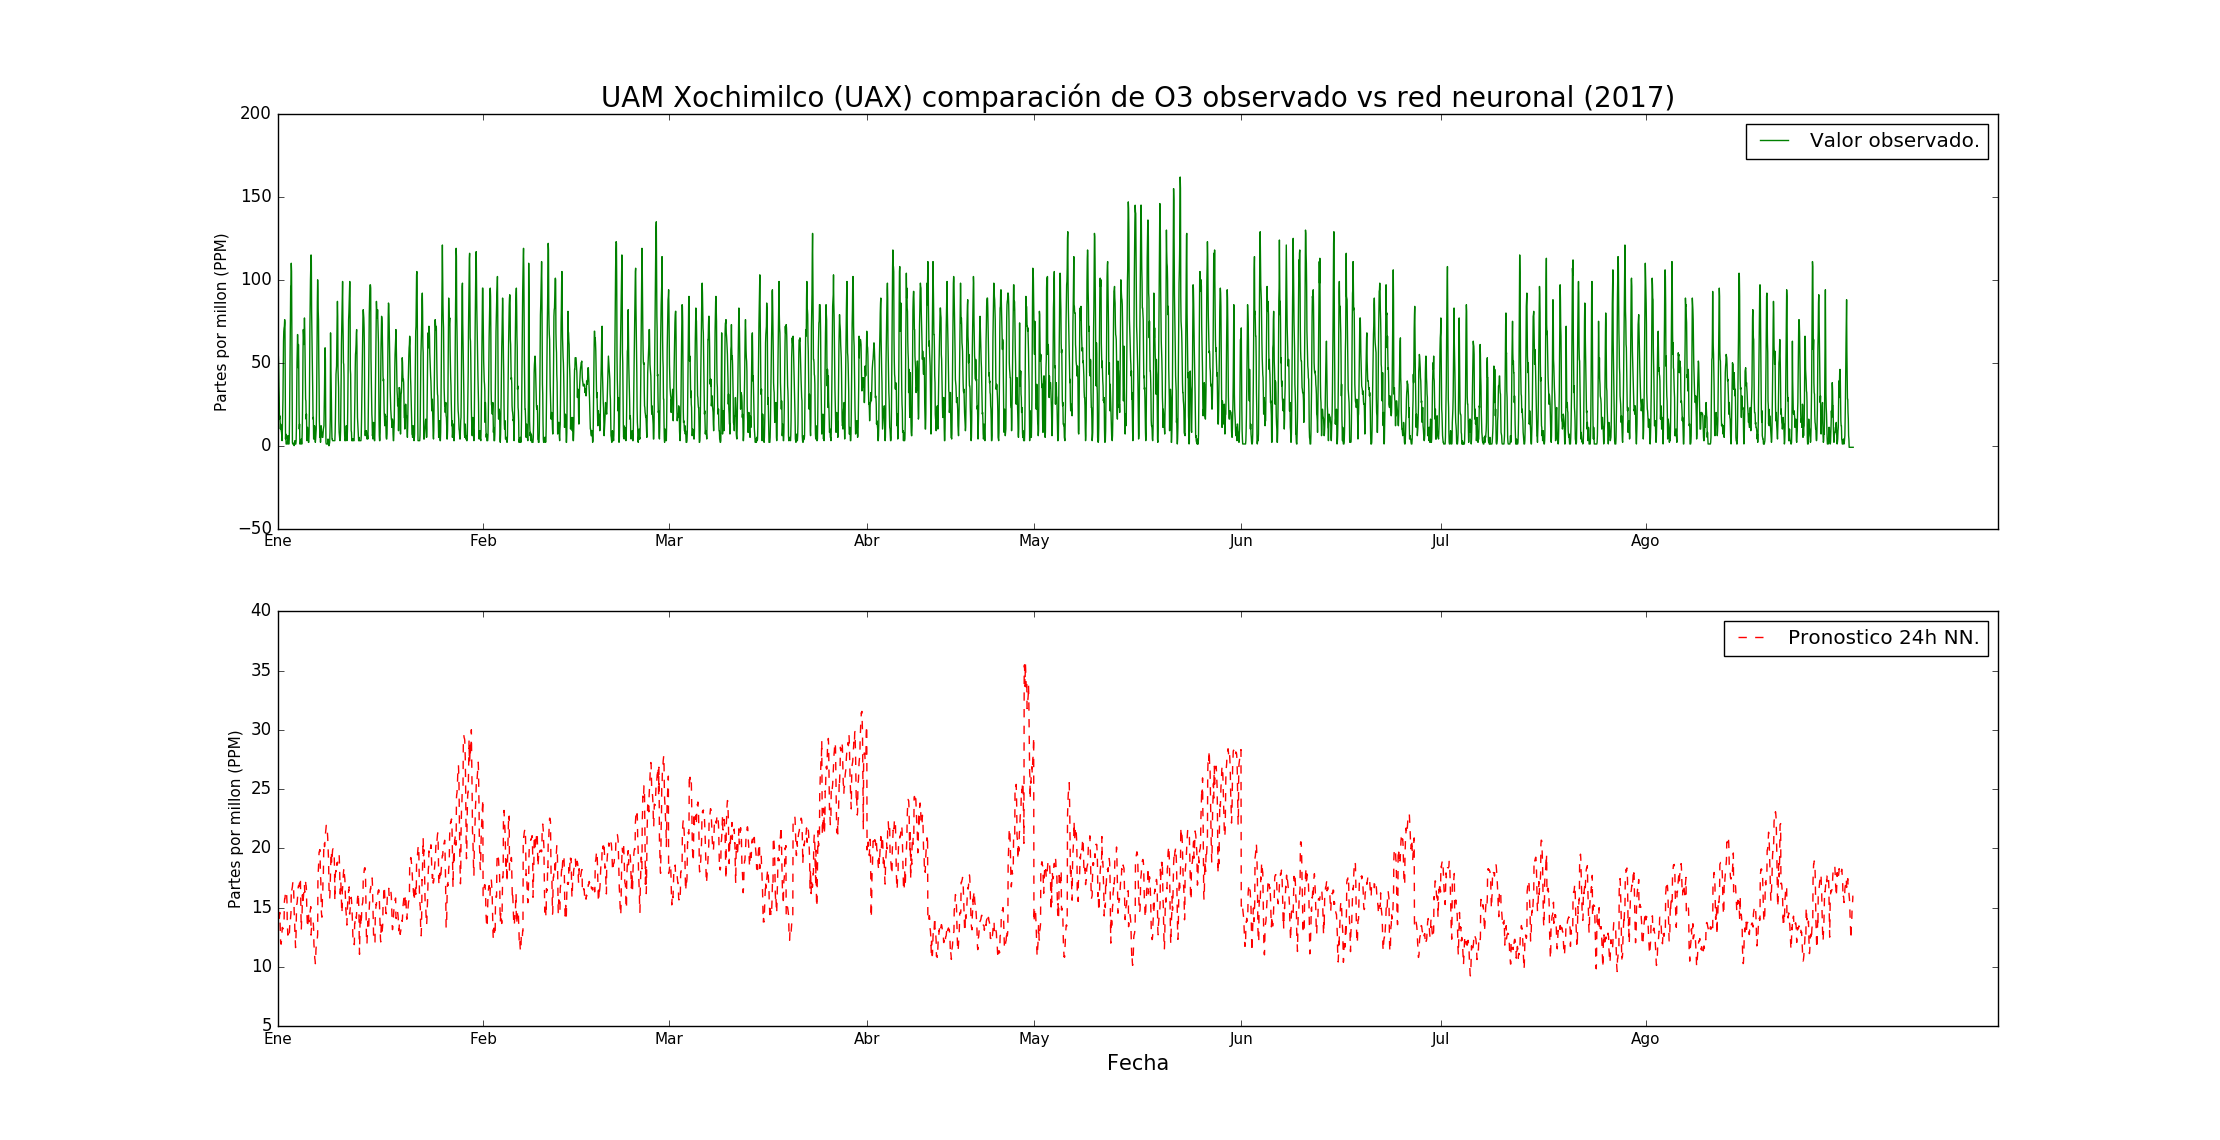 UAM Xochimilco (UAX) comparación de O3 observado vs red neuronal (2017)
200
150
100
50
0
−50
Partes por millon (PPM)
Valor observado.
Ene Feb Mar Abr May Jun Jul Ago
40
35
30
25
20
15
10
5
Partes por millon (PPM)
Pronostico 24h NN.
Ene Feb Mar Abr May Jun Jul Ago
Fecha